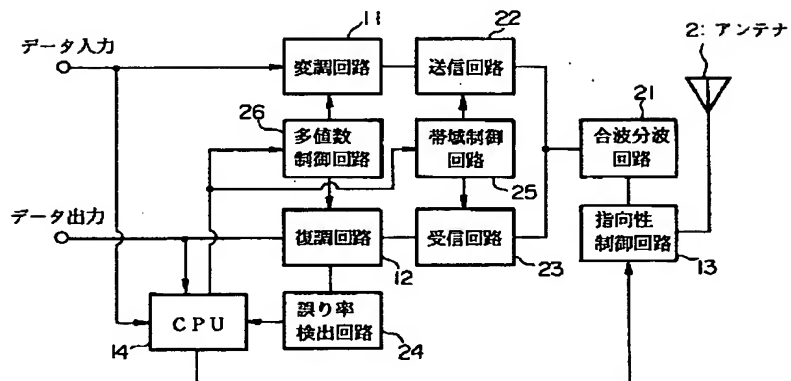 11
22
2: アンテナ
データ入力
変調回路
送信回路
21
26
多値数
制御回路
帯域制御
回路
合波分波
回路
25
データ出力
指向性
制御回路
復調回路
受信回路
12
23
13
CPU
誤り率
検出回路
14
24